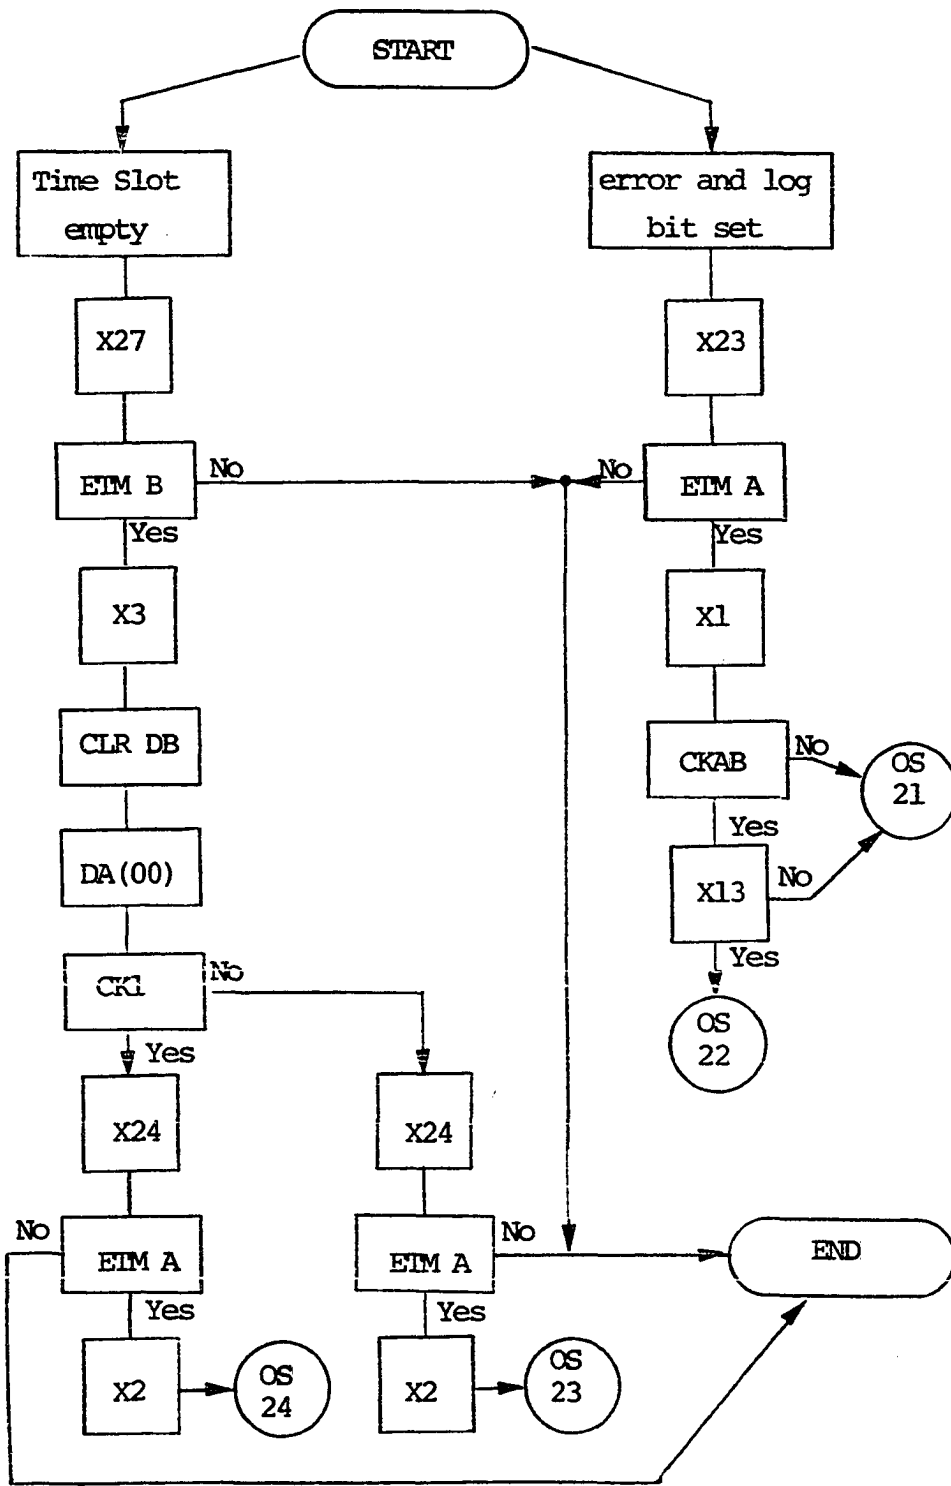 START
Time Slot
empty
error and log
bit set
X27
X23
ETM B
No
No
ETM A
Yes
Yes
X3
X1
CLR DB
CKAB
No
OS
21
Yes
DA(00)
X13
No
Yes
CK1
No
OS
22
Yes
X24
X24
No
ETM A
ETM A
No
END
Yes
Yes
X2
OS
24
X2
OS
23